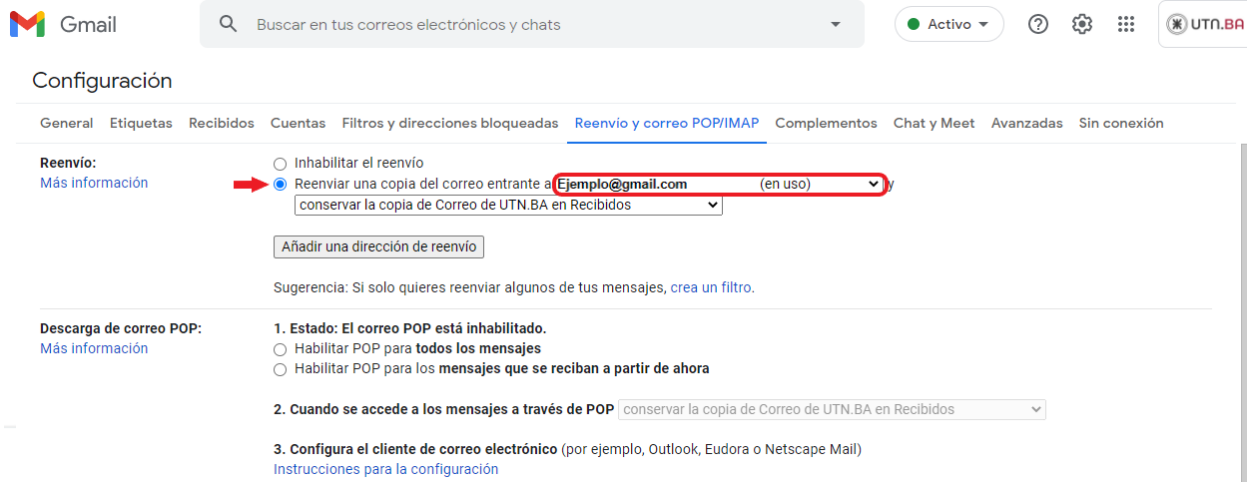 Gmail
Buscar en tus correos electrónicos y chats
Activo
UTN.BA
Configuración
General Etiquetas Recibidos Cuentas Filtros y direcciones bloqueadas Reenvío y correo POP/IMAP Complementos Chat y Meet Avanzadas Sin conexión
Reenvío:
Más información
Inhabilitar el reenvío
Reenviar una copia del correo entrante a Ejemplo@gmail.com (en uso) y
conservar la copia de Correo de UTN.BA en Recibidos
Añadir una dirección de reenvío
Sugerencia: Si solo quieres reenviar algunos de tus mensajes, crea un filtro.
Descarga de correo POP:
Más información
1. Estado: El correo POP está inhabilitado.
Habilitar POP para todos los mensajes
Habilitar POP para los mensajes que se reciban a partir de ahora
2. Cuando se accede a los mensajes a través de POP conservar la copia de Correo de UTN.BA en Recibidos
3. Configura el cliente de correo electrónico (por ejemplo, Outlook, Eudora o Netscape Mail)
Instrucciones para la configuración